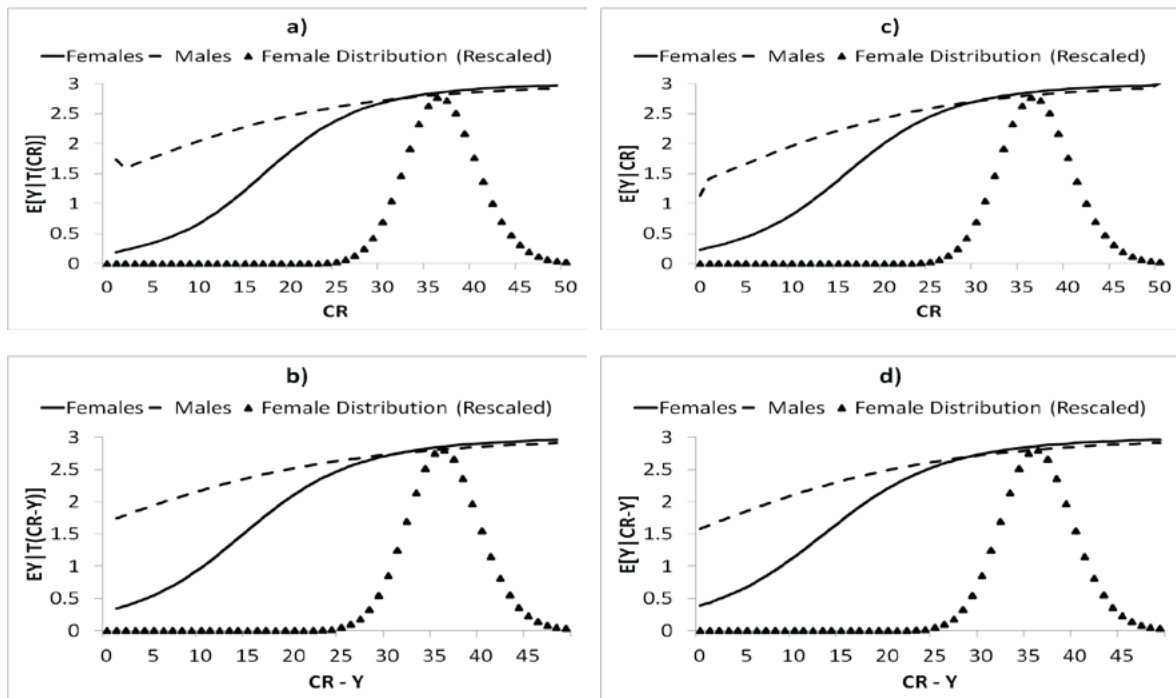 a)
Females Males Female Distribution (Rescaled)
3
2.5
2
1.5
1
0.5
0
E[Y|T(CR)]
0 5 10 15 20 25 30 35 40 45 50
CR
c)
Females Males Female Distribution (Rescaled)
3
2.5
2
1.5
1
0.5
0
E[Y|CR]
0 5 10 15 20 25 30 35 40 45 50
CR
b)
Females Males Female Distribution (Rescaled)
3
2.5
2
1.5
1
0.5
0
EY|T(CR-Y)]
0 5 10 15 20 25 30 35 40 45
CR - Y
d)
Females Males Female Distribution (Rescaled)
3
2.5
2
1.5
1
0.5
0
E[Y|CR-Y]
0 5 10 15 20 25 30 35 40 45
CR - Y